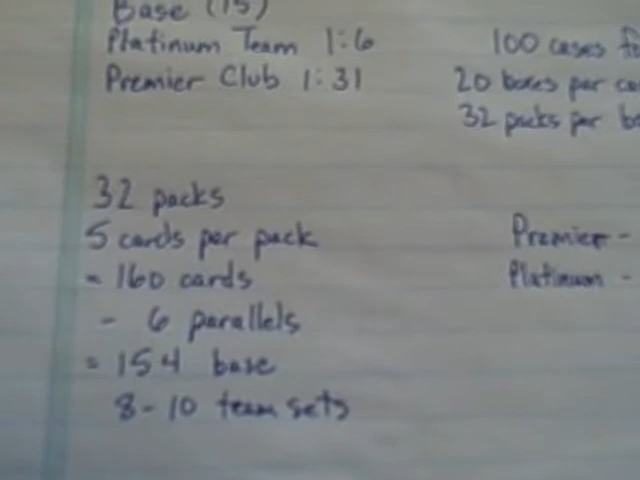 Base (15)
Platinum Team 1:6
Premier Club 1:31
100 cases
20 boxes per
32 packs per
32 packs
5 cards per pack
= 160 cards
- 6 parallels
= 154 base
8-10 team sets
Premier -
Platinum -